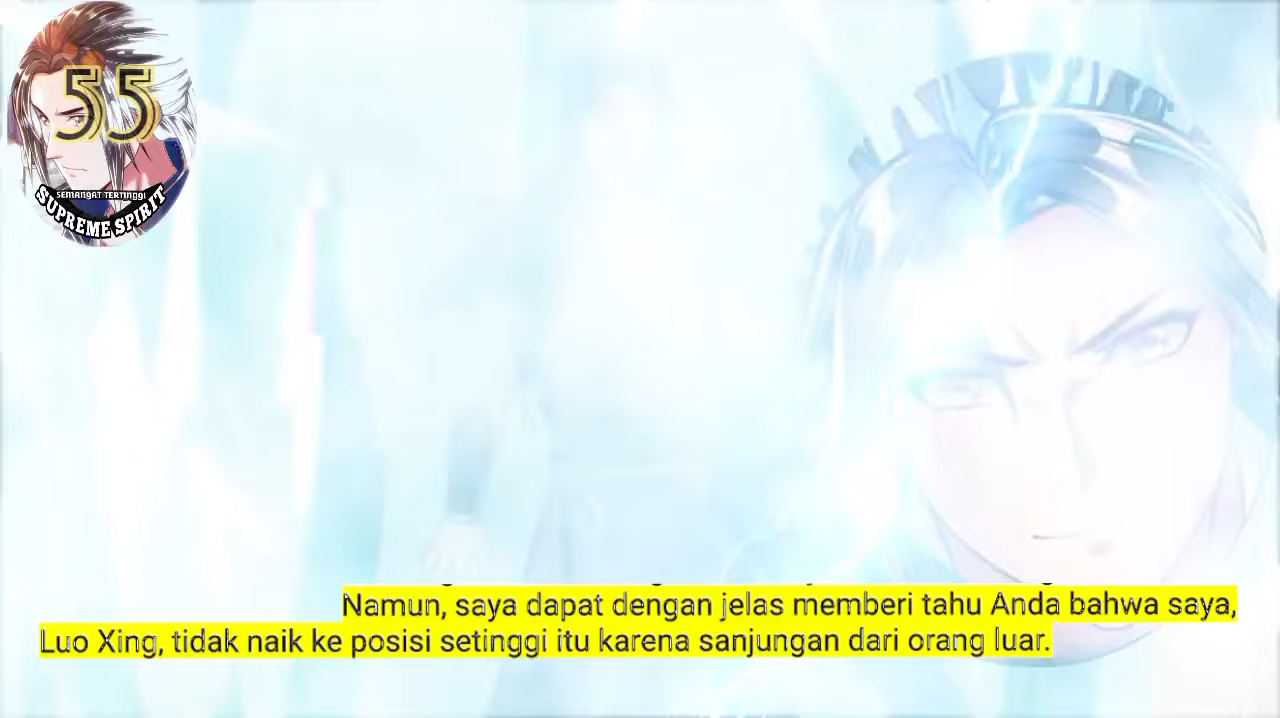 55
SEMANGAT TERTINGGI
SUPREME SPIRIT
Namun, saya dapat dengan jelas memberi tahu Anda bahwa saya,
Luo Xing, tidak naik ke posisi setinggi itu karena sanjungan dari orang luar.